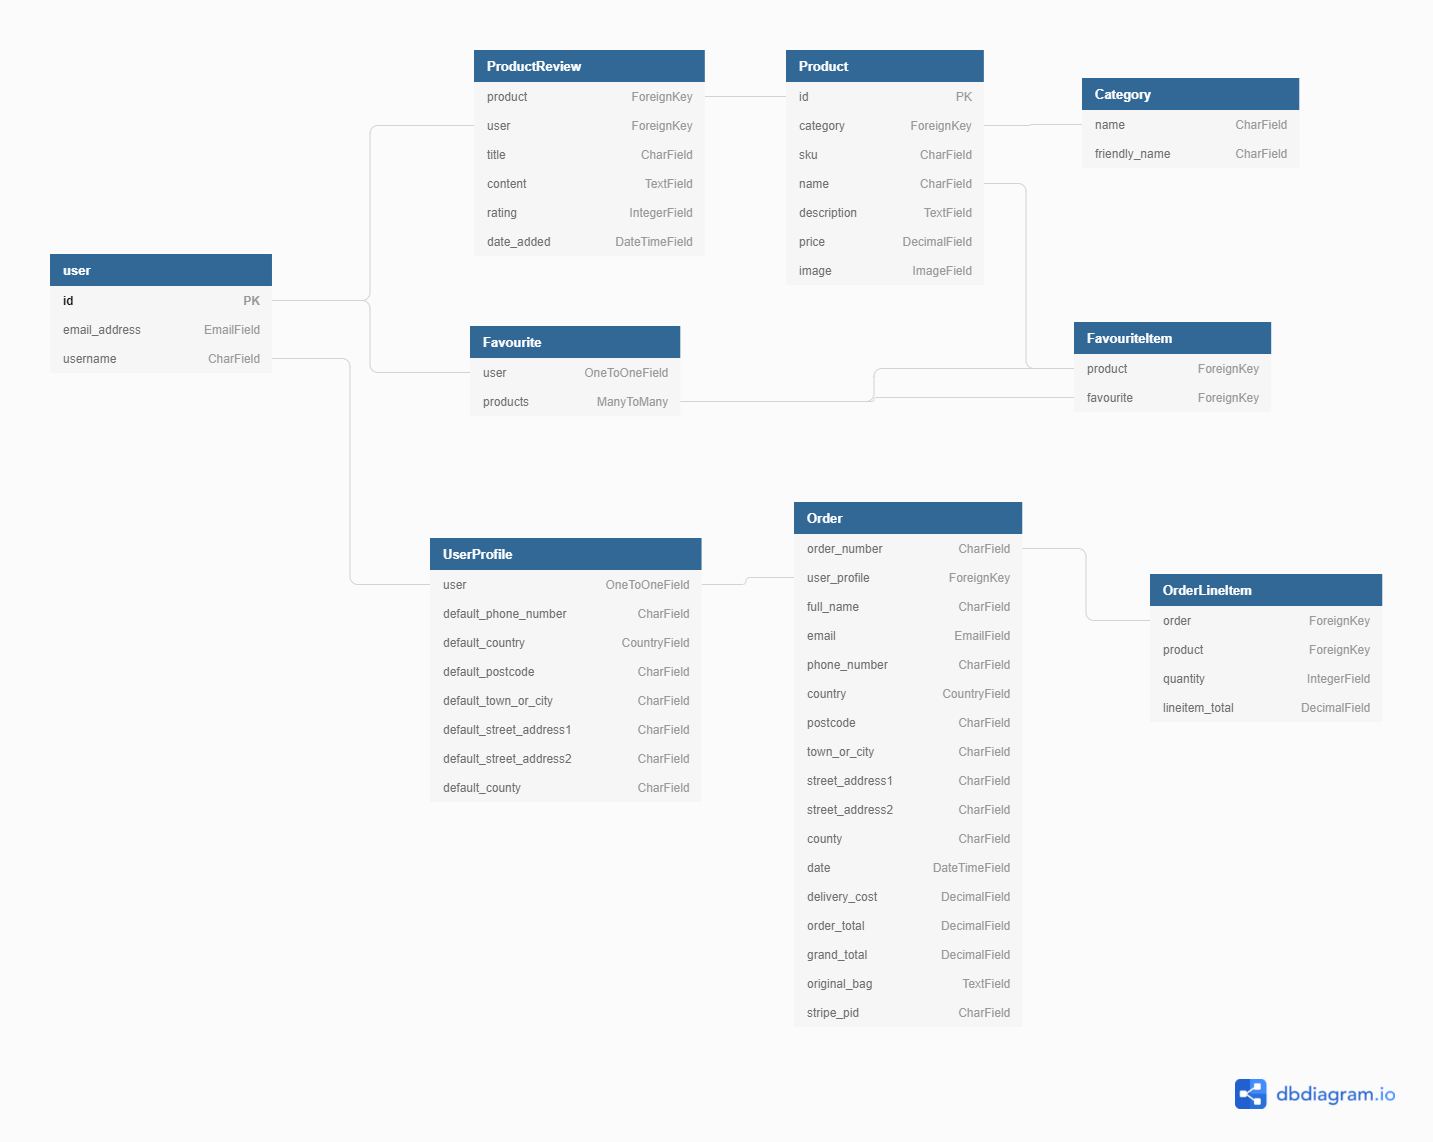 ProductReview
product ForeignKey
user ForeignKey
title CharField
content TextField
rating IntegerField
date_added DateTimeField
Product
id PK
category ForeignKey
sku CharField
name CharField
description TextField
price DecimalField
image ImageField
Category
name CharField
friendly_name CharField
user
id PK
email_address EmailField
username CharField
Favourite
user OneToOneField
products ManyToMany
FavouriteItem
product ForeignKey
favourite ForeignKey
UserProfile
user OneToOneField
default_phone_number CharField
default_country CountryField
default_postcode CharField
default_town_or_city CharField
default_street_address1 CharField
default_street_address2 CharField
default_county CharField
Order
order_number CharField
user_profile ForeignKey
full_name CharField
email EmailField
phone_number CharField
country CountryField
postcode CharField
town_or_city CharField
street_address1 CharField
street_address2 CharField
county CharField
date DateTimeField
delivery_cost DecimalField
order_total DecimalField
grand_total DecimalField
original_bag TextField
stripe_pid CharField
OrderLineItem
order ForeignKey
product ForeignKey
quantity IntegerField
lineitem_total DecimalField
dbdiagram.io